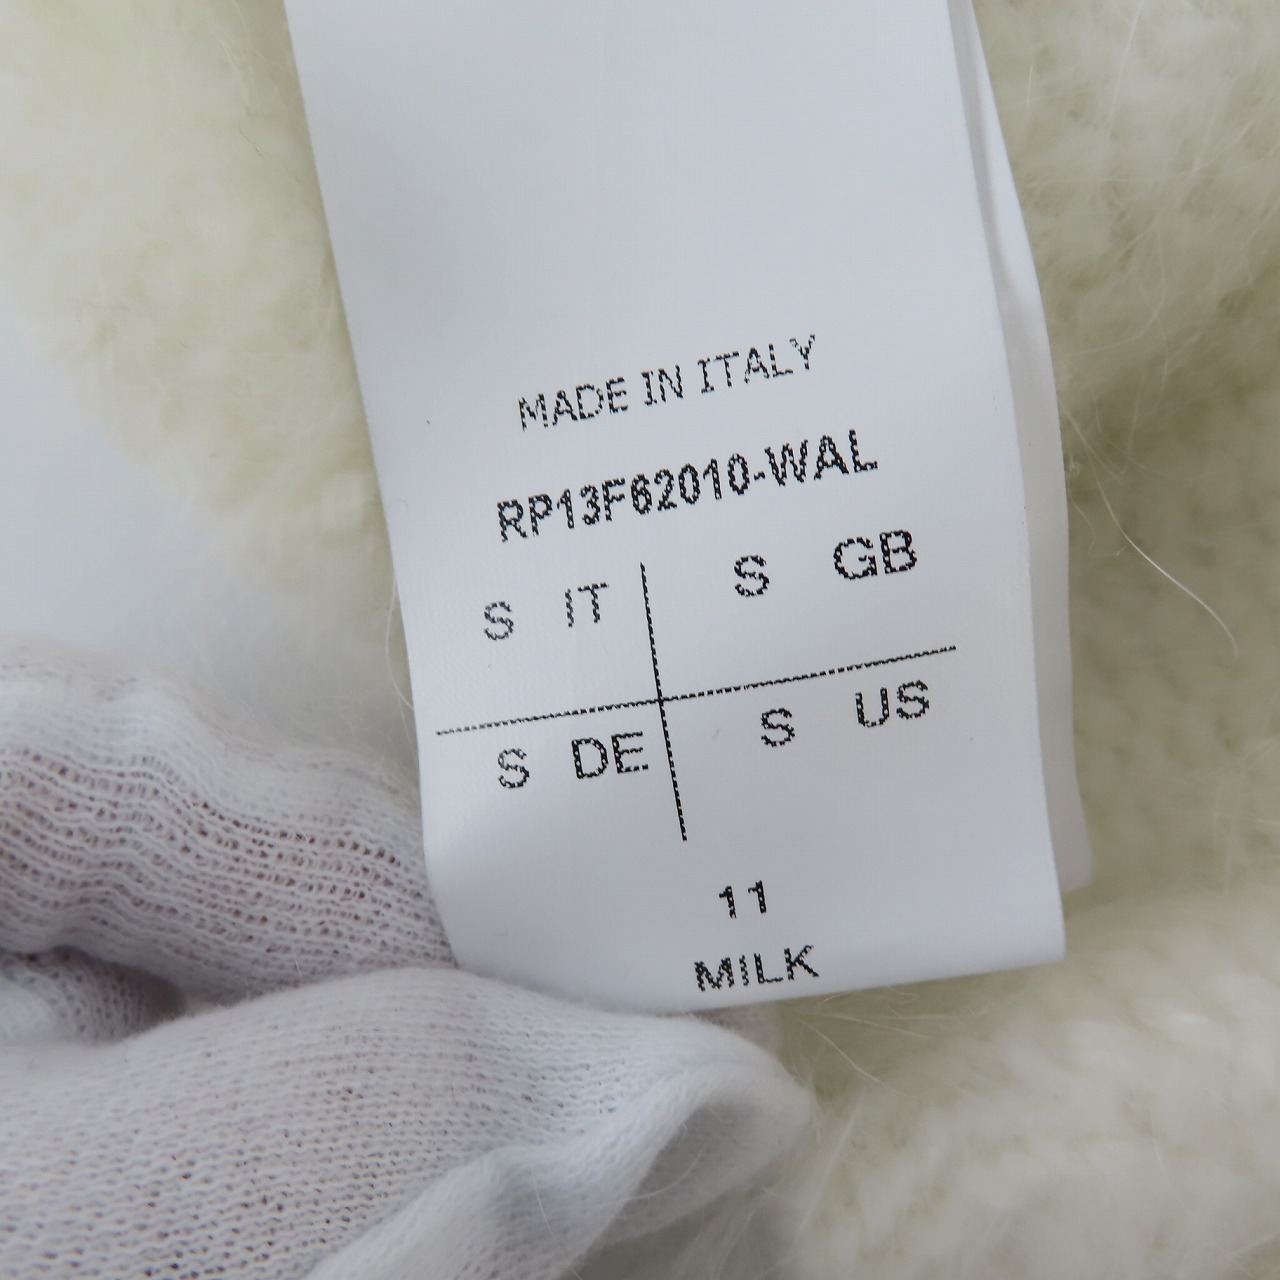 MADE IN ITALY
RP13F62010-WAL
S IT S GB
S DE S US
11
MILK